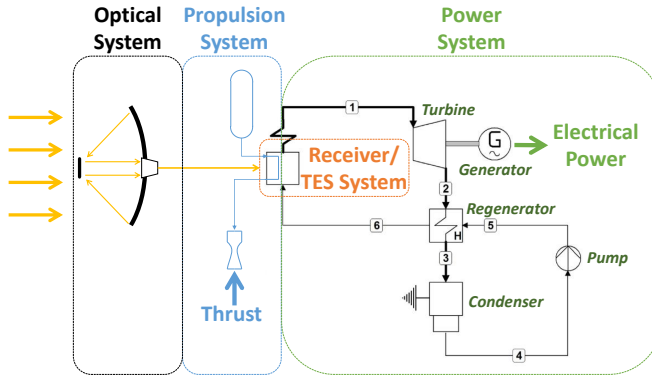 Optical
System
Propulsion
System
Power
System
1
Turbine
G
Generator
Electrical
Power
Receiver/
TES System
2
Regenerator
6
5
H
3
Pump
Condenser
Thrust
4